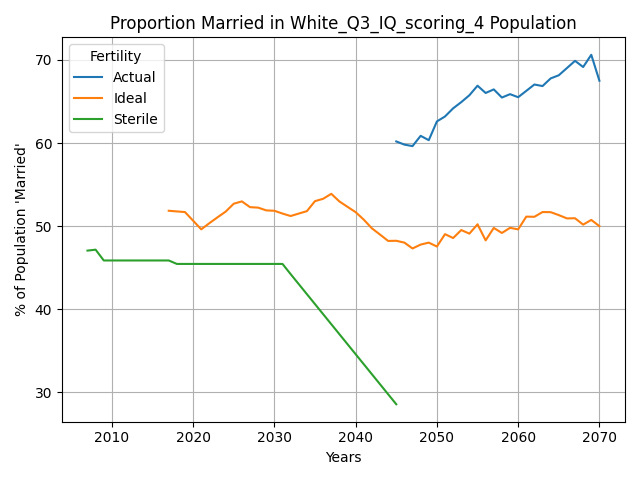 Proportion Married in White_Q3_IQ_scoring_4 Population
Fertility
Actual
Ideal
Sterile
% of Population 'Married'
70
60
50
40
30
2010 2020 2030 2040 2050 2060 2070
Years